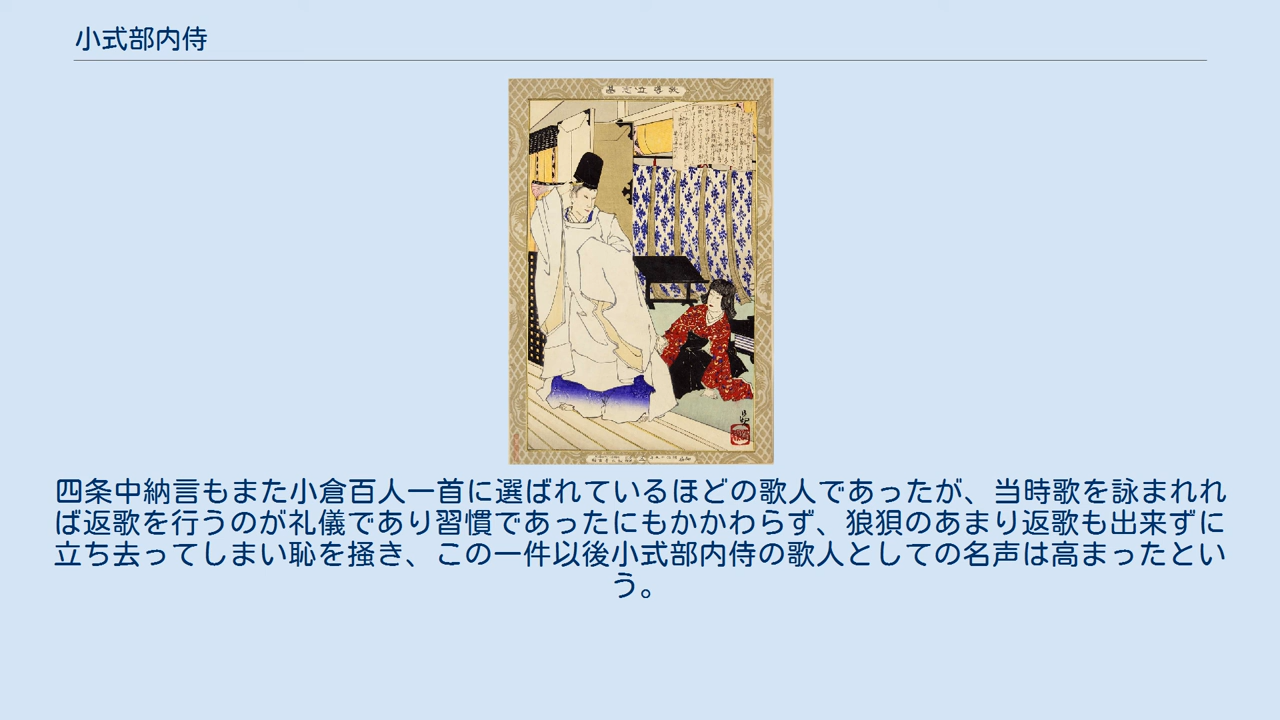 小式部内侍
教導立志基
四条中納言もまた小倉百人一首に選ばれているほどの歌人であったが、当時歌を詠まれれ
ば返歌を行うのが礼儀であり習慣であったにもかかわらず、狼狽のあまり返歌も出来ずに
立ち去ってしまい恥を掻き、この一件以後小式部内侍の歌人としての名声は高まったとい
う。